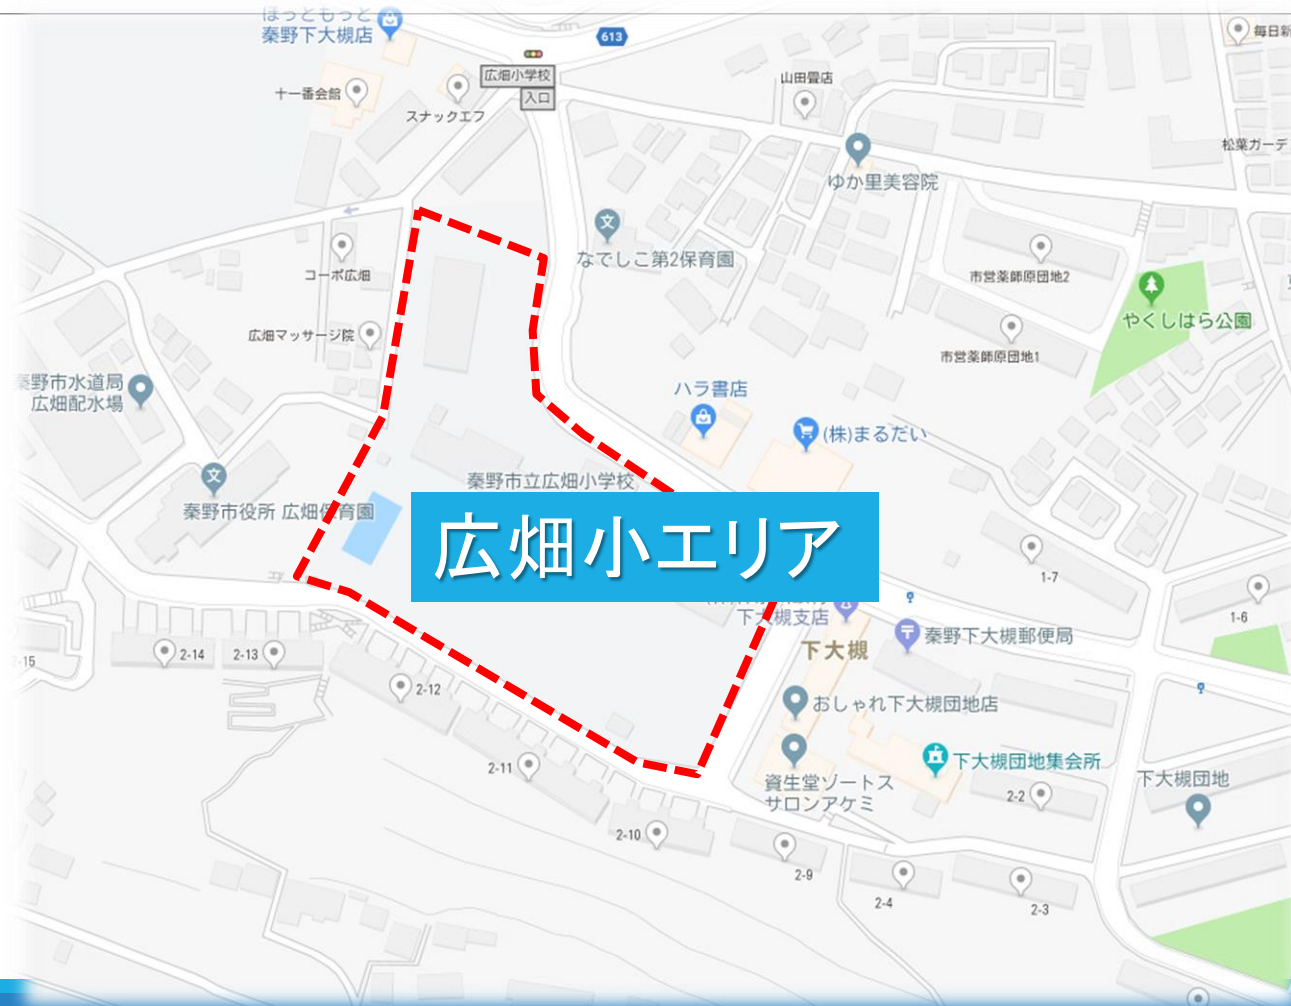 ほっともっと
秦野下大槻店
613
毎日新
広畑小学校
入口
十一番会館
スナックエフ
山田畳店
松葉ガーデ
ゆか里美容院
なでしこ第2保育園
コーポ広畑
市営薬師原団地2
やくしはら公園
広畑マッサージ院
市営薬師原団地1
秦野市水道局
広畑配水場
ハラ書店
(株)まるだい
秦野市立広畑小学校
秦野市役所 広畑保育園
広畑小エリア
1-7
1-6
下大槻支店
秦野下大槻郵便局
下大槻
2-14
2-13
-15
2-12
おしゃれ下大槻団地店
2-11
下大槻団地集会所
資生堂ゾートス
サロンアケミ
2-2
下大槻団地
2-10
2-9
2-4
2-3